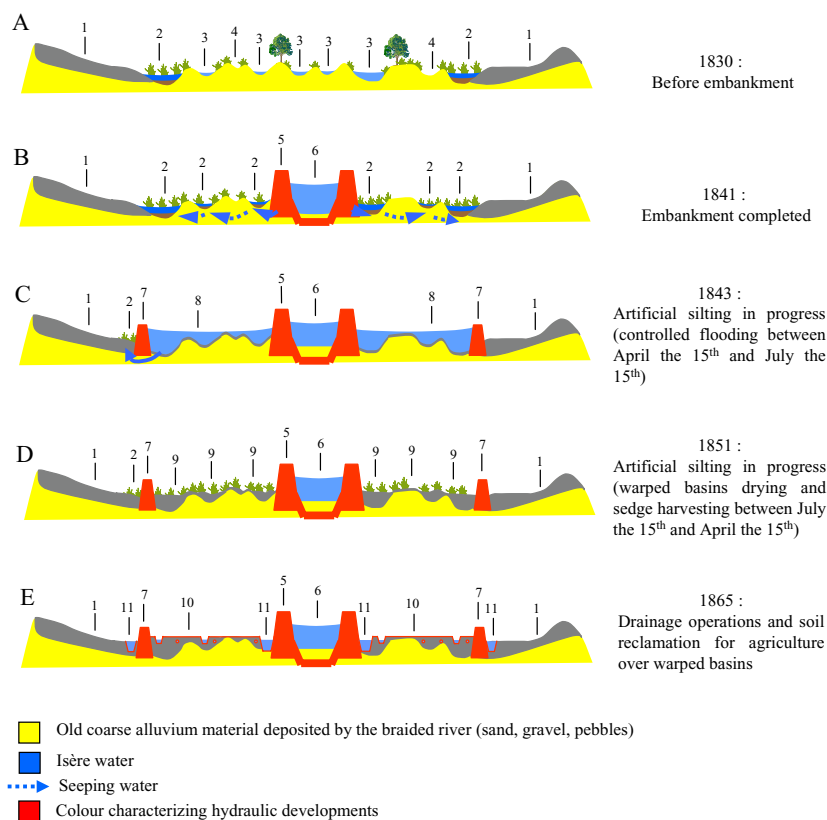 A
1 2 3 4 3 3 3 3 4 2 1
1830 :
Before embankment
B
1 2 2 2 5 6 2 2 2 1
1841 :
Embankment completed
C
1 2 7 8 5 6 8 7 1
1843 :
Artificial silting in progress
(controlled flooding between
April the 15th and July the
15th)
D
1 2 7 9 9 9 5 6 9 9 9 7 1
1851 :
Artificial silting in progress
(warped basins drying and
sedge harvesting between July
the 15th and April the 15th)
E
1 11 7 10 11 5 6 11 10 7 11 1
1865 :
Drainage operations and soil
reclamation for agriculture
over warped basins
Old coarse alluvium material deposited by the braided river (sand, gravel, pebbles)
Isère water
Seeping water
Colour characterizing hydraulic developments